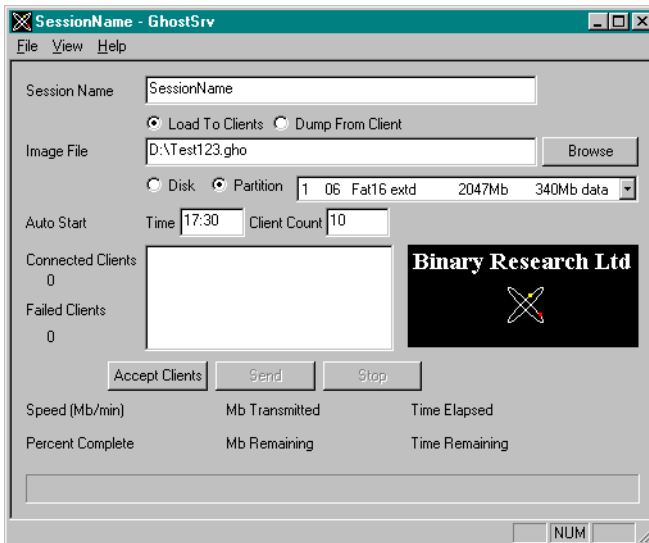 SessionName - GhostSrv
File View Help
Session Name SessionName
Load To Clients Dump From Client
Image File D:\Test123.gho Browse
Disk Partition 1 06 Fat16 extd 2047Mb 340Mb data
Auto Start Time 17:30 Client Count 10
Connected Clients
0
Failed Clients
0
Binary Research Ltd
Accept Clients Send Stop
Speed (Mb/min) Mb Transmitted Time Elapsed
Percent Complete Mb Remaining Time Remaining
NUM